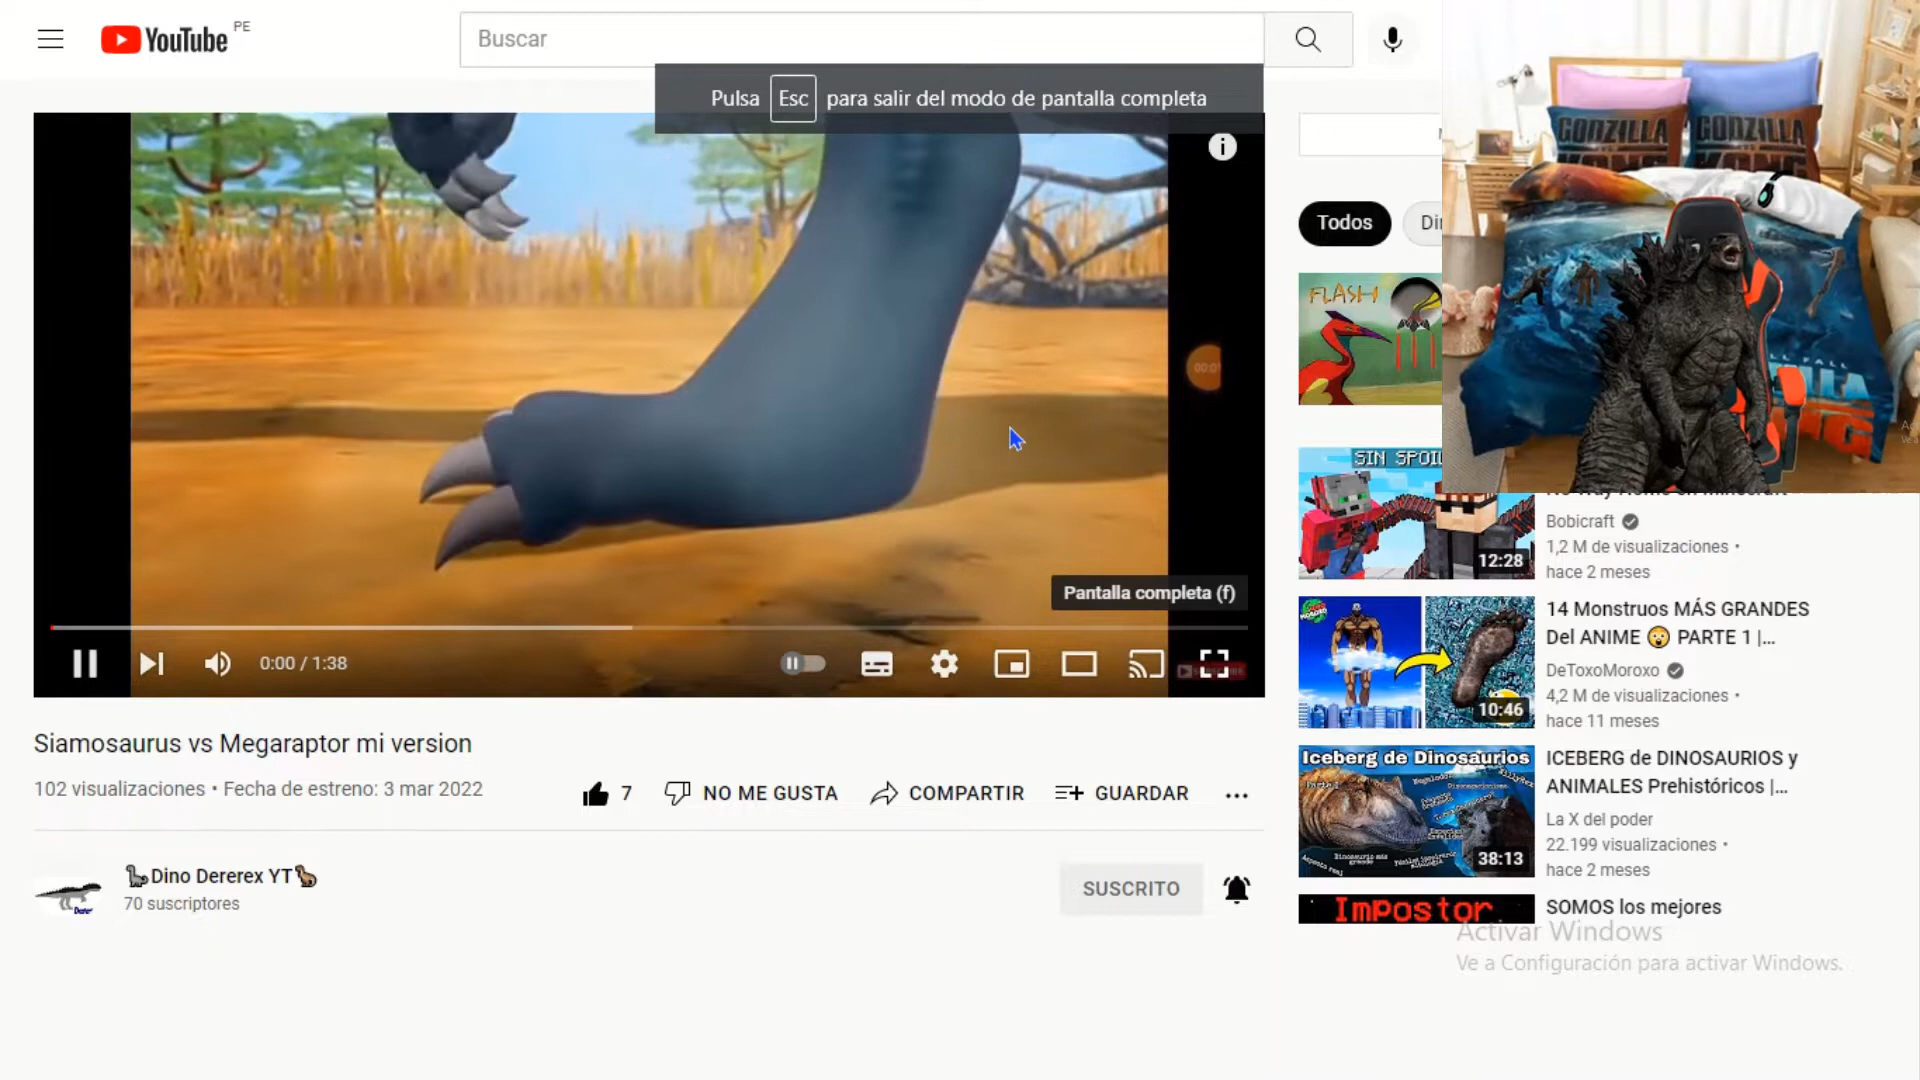 YouTube PE
Buscar
Pulsa Esc para salir del modo de pantalla completa
Todos
FLASH
GODZILLA GODZILLA
Pantalla completa (f)
0:00 / 1:38
Siamosaurus vs Megaraptor mi version
102 visualizaciones • Fecha de estreno: 3 mar 2022
7 NO ME GUSTA COMPARTIR GUARDAR
Dino Dererex YT
70 suscriptores
SUSCRITO
SIN SPOIL
12:28
Bobicraft
1,2 M de visualizaciones •
hace 2 meses
10:46
14 Monstruos MÁS GRANDES
Del ANIME 😳 PARTE 1 |...
DeToxoMoroxo
4,2 M de visualizaciones •
hace 11 meses
Iceberg de Dinosaurios
38:13
ICEBERG de DINOSAURIOS y
ANIMALES Prehistóricos |...
La X del poder
22.199 visualizaciones •
hace 2 meses
Impostor
SOMOS los mejores
Activar Windows
Ve a Configuración para activar Windows.